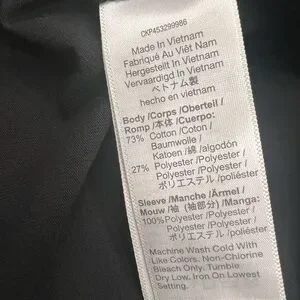 CKP453299986
Made In Vietnam
Fabriqué Au Viêt Nam
Hergestellt In Vietnam
Vervaardigd In Vietnam
ベトナム製
hecho en vietnam
Body /Corps /Oberteil /
Romp /本体 /Cuerpo:
73% Cotton /Coton /
Katoen /綿 /algodón
27% Polyester /Polyester /
Polyester /Polyester /
ポリエステル /poliéster
Sleeve /Manche /Ärmel /
Mouw /袖 (袖部分) /Manga:
100%Polyester /Polyester /
Polyester /Polyester /
ポリエステル /poliéster
Machine Wash Cold With
Like Colors. Non-Chlorine
Bleach Only. Tumble
Dry Low. Iron On Lowest
Setting.